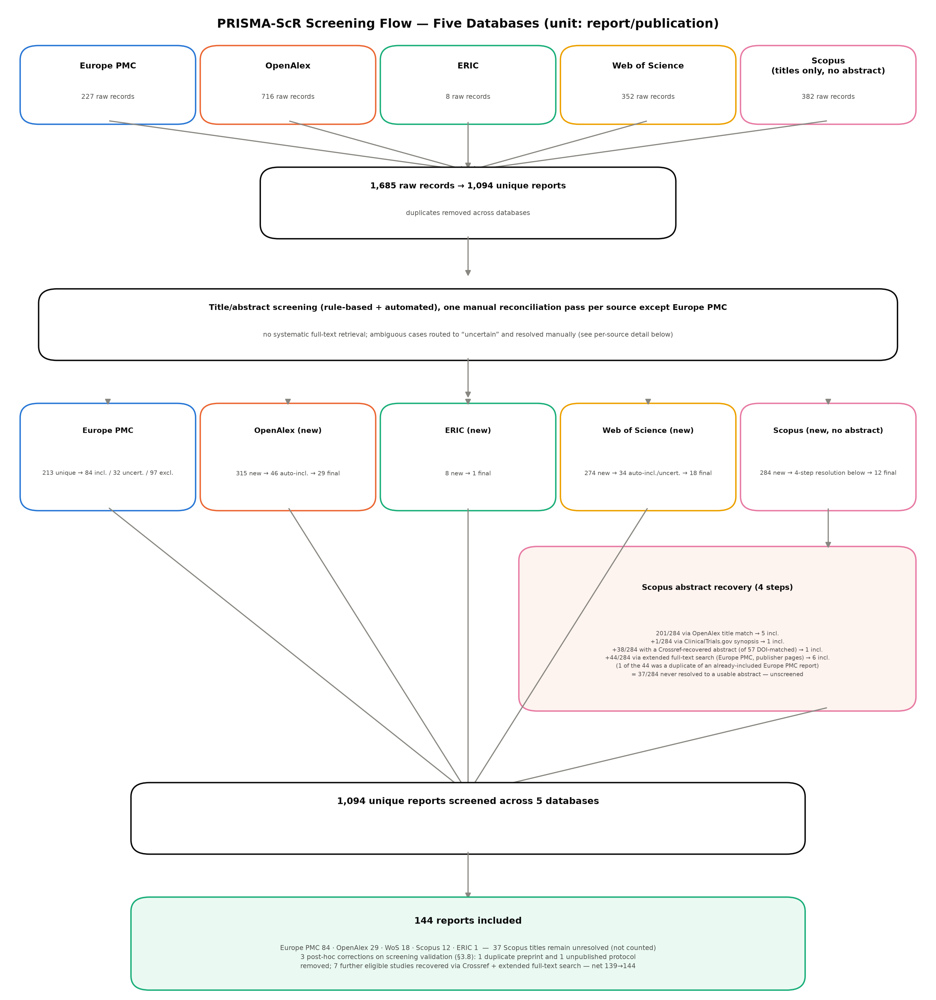 PRISMA-ScR Screening Flow — Five Databases (unit: report/publication)
Europe PMC
227 raw records
OpenAlex
716 raw records
ERIC
8 raw records
Web of Science
352 raw records
Scopus
(titles only, no abstract)
382 raw records
1,685 raw records → 1,094 unique reports
duplicates removed across databases
Title/abstract screening (rule-based + automated), one manual reconciliation pass per source except Europe PMC
no systematic full-text retrieval; ambiguous cases routed to “uncertain” and resolved manually (see per-source detail below)
Europe PMC
213 unique → 84 incl. / 32 uncert. / 97 excl.
OpenAlex (new)
315 new → 46 auto-incl. → 29 final
ERIC (new)
8 new → 1 final
Web of Science (new)
274 new → 34 auto-incl./uncert. → 18 final
Scopus (new, no abstract)
284 new → 4-step resolution below → 12 final
Scopus abstract recovery (4 steps)
201/284 via OpenAlex title match → 5 incl.
+1/284 via ClinicalTrials.gov synopsis → 1 incl.
+38/284 with a Crossref-recovered abstract (of 57 DOI-matched) → 1 incl.
+44/284 via extended full-text search (Europe PMC, publisher pages) → 6 incl.
(1 of the 44 was a duplicate of an already-included Europe PMC report)
= 37/284 never resolved to a usable abstract — unscreened
1,094 unique reports screened across 5 databases
144 reports included
Europe PMC 84 · OpenAlex 29 · WoS 18 · Scopus 12 · ERIC 1 — 37 Scopus titles remain unresolved (not counted)
3 post-hoc corrections on screening validation (§3.8): 1 duplicate preprint and 1 unpublished protocol
removed; 7 further eligible studies recovered via Crossref + extended full-text search — net 139→144